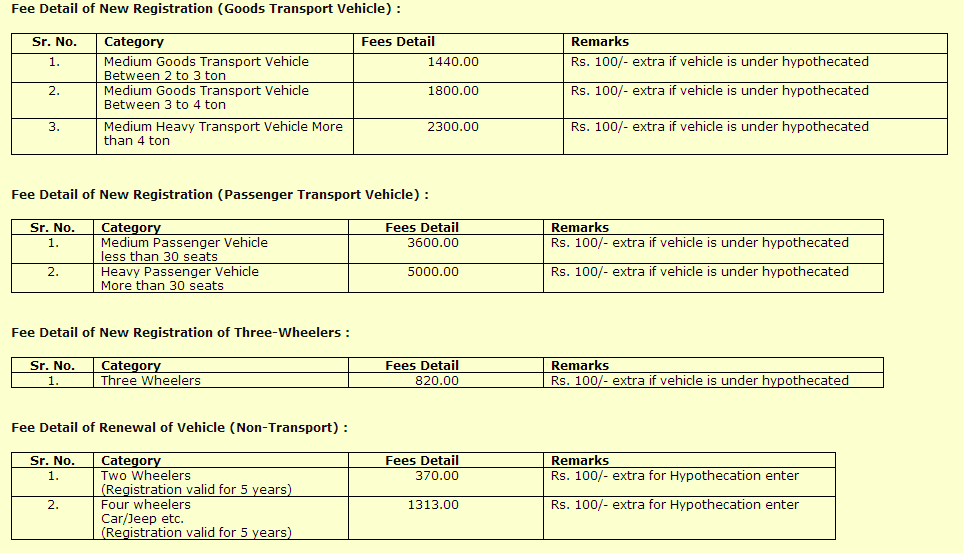 Fee Detail of New Registration (Goods Transport Vehicle) :
Sr. No. Category Fees Detail Remarks
1. Medium Goods Transport Vehicle 1440.00 Rs. 100/- extra if vehicle is under hypothecated
Between 2 to 3 ton
2. Medium Goods Transport Vehicle 1800.00 Rs. 100/- extra if vehicle is under hypothecated
Between 3 to 4 ton
3. Medium Heavy Transport Vehicle More 2300.00 Rs. 100/- extra if vehicle is under hypothecated
than 4 ton
Fee Detail of New Registration (Passenger Transport Vehicle) :
Sr. No. Category Fees Detail Remarks
1. Medium Passenger Vehicle 3600.00 Rs. 100/- extra if vehicle is under hypothecated
less than 30 seats
2. Heavy Passenger Vehicle 5000.00 Rs. 100/- extra if vehicle is under hypothecated
More than 30 seats
Fee Detail of New Registration of Three-Wheelers :
Sr. No. Category Fees Detail Remarks
1. Three Wheelers 820.00 Rs. 100/- extra if vehicle is under hypothecated
Fee Detail of Renewal of Vehicle (Non-Transport) :
Sr. No. Category Fees Detail Remarks
1. Two Wheelers 370.00 Rs. 100/- extra for Hypothecation enter
(Registration valid for 5 years)
2. Four wheelers 1313.00 Rs. 100/- extra for Hypothecation enter
Car/Jeep etc.
(Registration valid for 5 years)